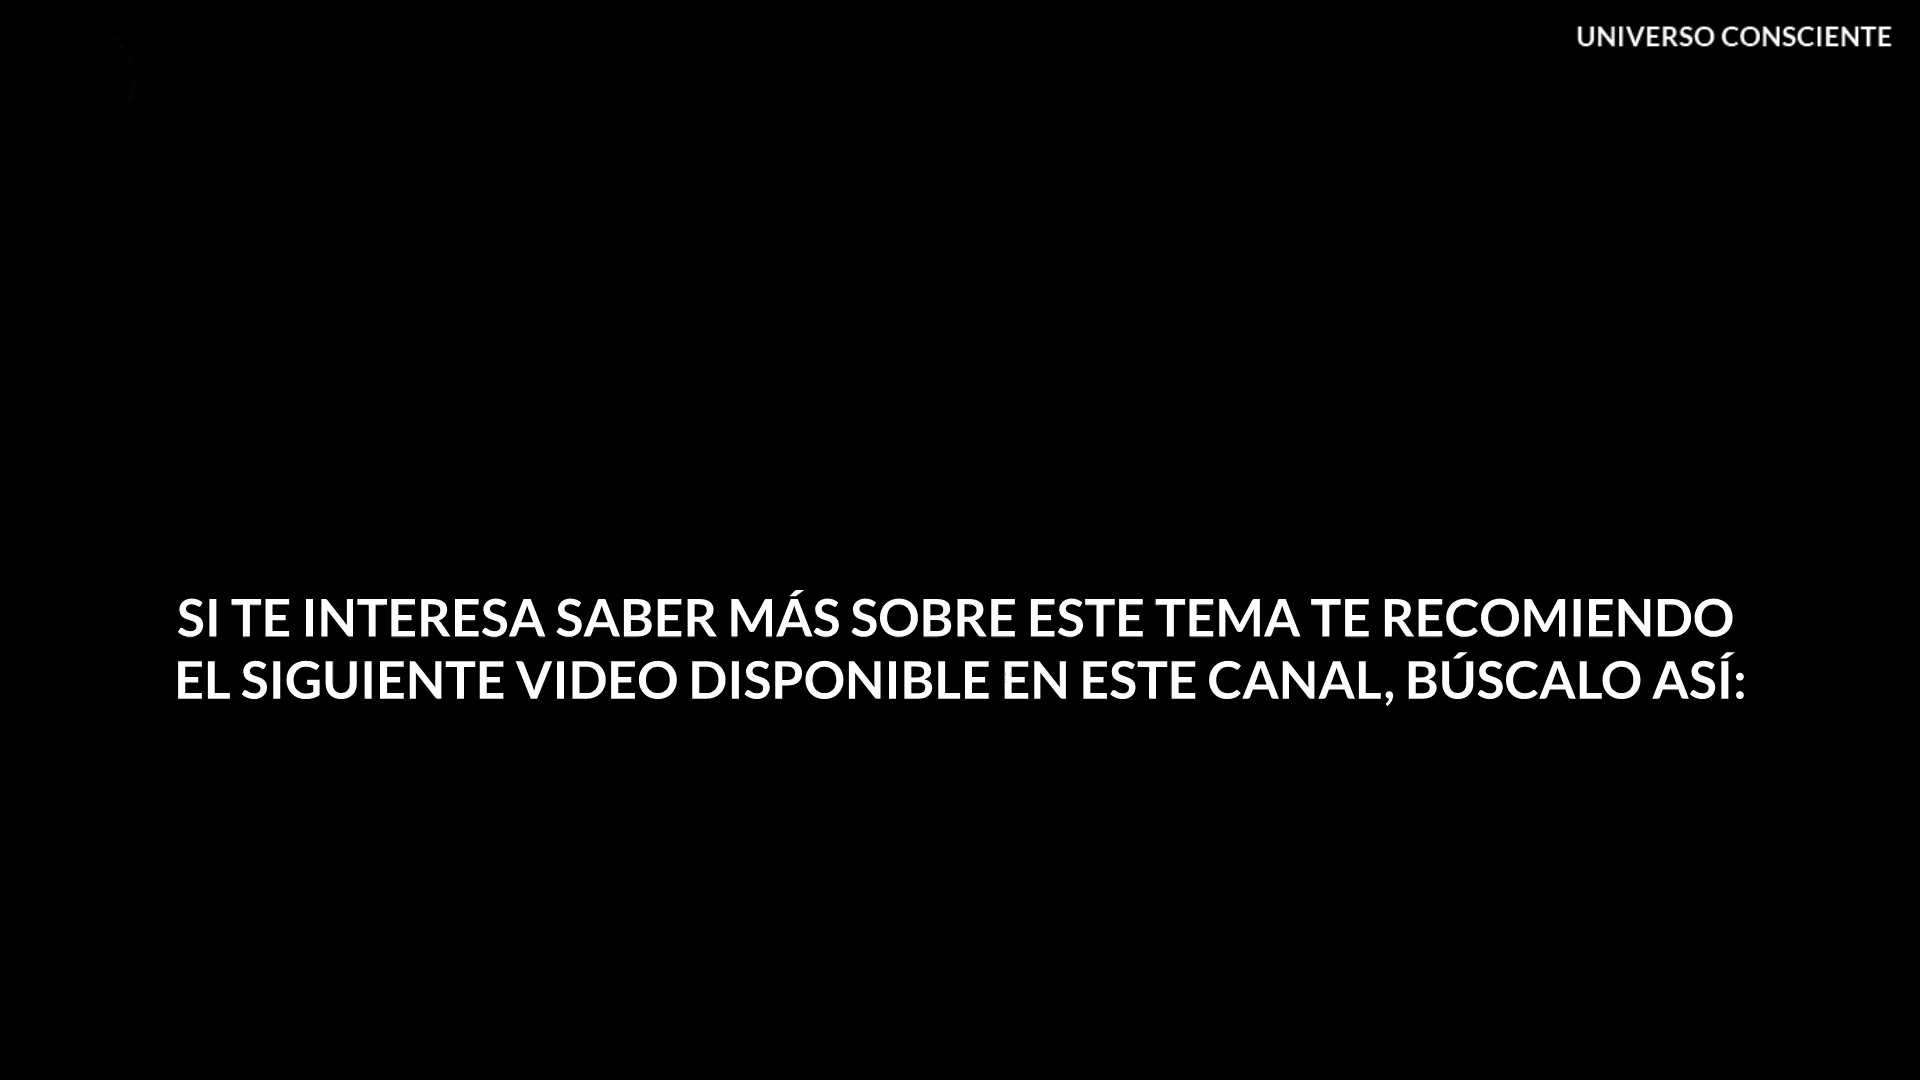 UNIVERSO CONSCIENTE
SI TE INTERESA SABER MÁS SOBRE ESTE TEMA TE RECOMIENDO
EL SIGUIENTE VIDEO DISPONIBLE EN ESTE CANAL, BÚSCALO ASÍ: